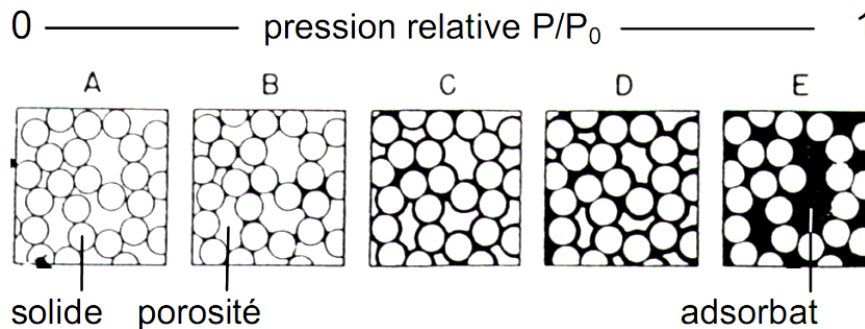 0 pression relative P/P₀ 1
A B C D E
solide porosité adsorbat